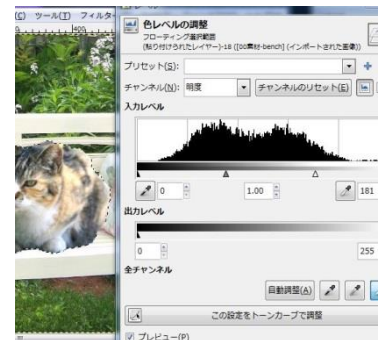 (C) ツール(T) フィルター
400
色レベルの調整
フローティング選択範囲
(貼り付けられたレイヤー)-18 ([00素材-bench] (インポートされた画像))
プリセット(S):
チャンネル(N): 明度 チャンネルのリセット(E)
入力レベル
0 1.00 181
出力レベル
0 255
全チャンネル
自動調整(A)
この設定をトーンカーブで調整
プレビュー(P)